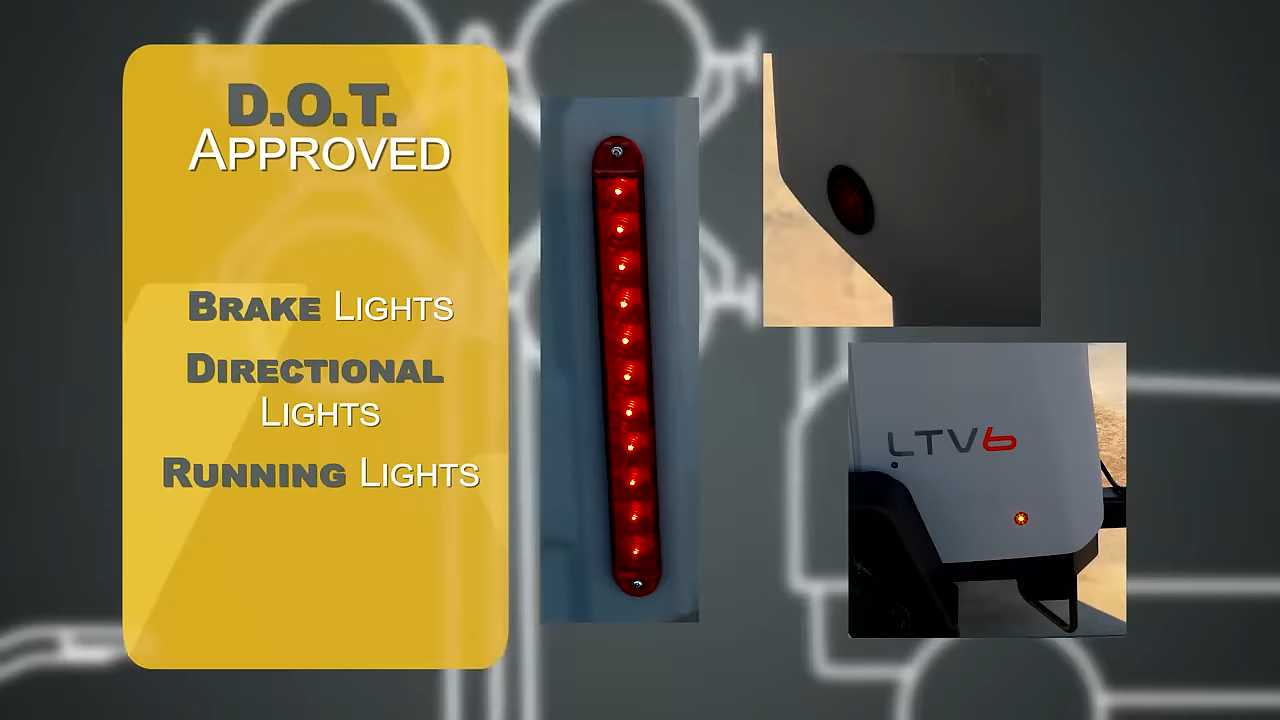 D.O.T.
APPROVED
BRAKE LIGHTS
DIRECTIONAL
LIGHTS
RUNNING LIGHTS
LTV6